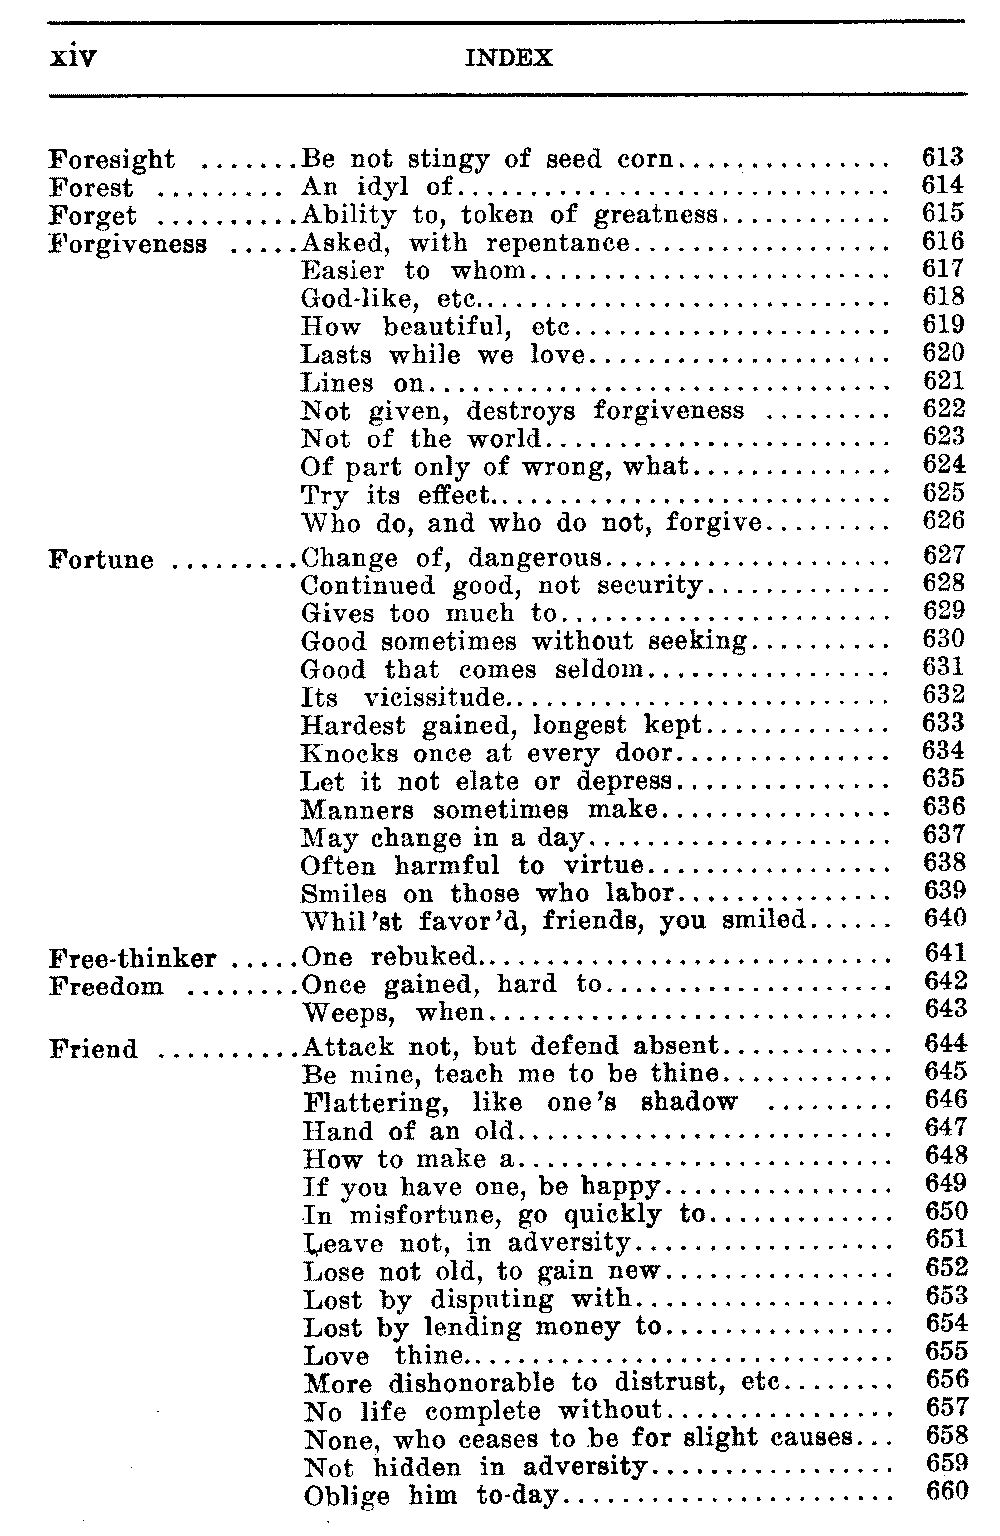 xiv INDEX
Foresight .......Be not stingy of seed corn............... 613
Forest ......... An idyl of............................. 614
Forget ..........Ability to, token of greatness............ 615
Forgiveness .....Asked, with repentance.................. 616
Easier to whom......................... 617
God-like, etc............................. 618
How beautiful, etc...................... 619
Lasts while we love..................... 620
Lines on................................ 621
Not given, destroys forgiveness ......... 622
Not of the world........................ 623
Of part only of wrong, what.............. 624
Try its effect............................ 625
Who do, and who do not, forgive......... 626
Fortune .........Change of, dangerous.................... 627
Continued good, not security............. 628
Gives too much to....................... 629
Good sometimes without seeking.......... 630
Good that comes seldom................. 631
Its vicissitude........................... 632
Hardest gained, longest kept............. 633
Knocks once at every door............... 634
Let it not elate or depress............... 635
Manners sometimes make................ 636
May change in a day..................... 637
Often harmful to virtue................. 638
Smiles on those who labor............... 639
Whil'st favor'd, friends, you smiled...... 640
Free-thinker .....One rebuked............................. 641
Freedom ........Once gained, hard to.................... 642
Weeps, when............................ 643
Friend ..........Attack not, but defend absent............ 644
Be mine, teach me to be thine............ 645
Flattering, like one's shadow ......... 646
Hand of an old.......................... 647
How to make a.......................... 648
If you have one, be happy................ 649
In misfortune, go quickly to............. 650
Leave not, in adversity.................. 651
Lose not old, to gain new................ 652
Lost by disputing with.................. 653
Lost by lending money to................ 654
Love thine.............................. 655
More dishonorable to distrust, etc........ 656
No life complete without................ 657
None, who ceases to be for slight causes... 658
Not hidden in adversity................. 659
Oblige him to-day....................... 660